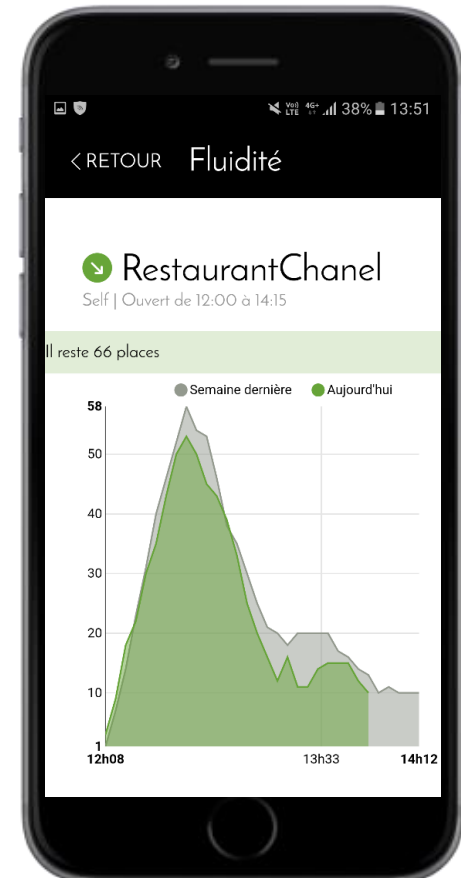 VoLTE 4G+ 38% 13:51
< RETOUR Fluidité
RestaurantChanel
Self | Ouvert de 12:00 à 14:15
Il reste 66 places
Semaine dernière Aujourd'hui
58
50
40
30
20
10
1
12h08 13h33 14h12